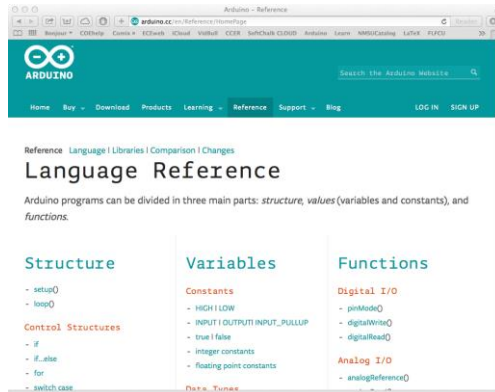 Arduino - Reference
arduino.cc/en/Reference/HomePage
Reader
Bonjour COEhelp Comix ECEweb iCloud VidBull CCER SoftChalk CLOUD Arduino Learn NMSUCatalog LaTeX FLPCU
ARDUINO
Search the Arduino Website
Home Buy Download Products Learning Reference Support Blog LOG IN SIGN UP
Reference Language | Libraries | Comparison | Changes
Language Reference
Arduino programs can be divided in three main parts: structure, values (variables and constants), and
functions.
Structure
- setup()
- loop()
Control Structures
- if
- if...else
- for
- switch case
Variables
Constants
- HIGH | LOW
- INPUT | OUTPUT| INPUT_PULLUP
- true | false
- integer constants
- floating point constants
Data Types
Functions
Digital I/O
- pinMode()
- digitalWrite()
- digitalRead()
Analog I/O
- analogReference()